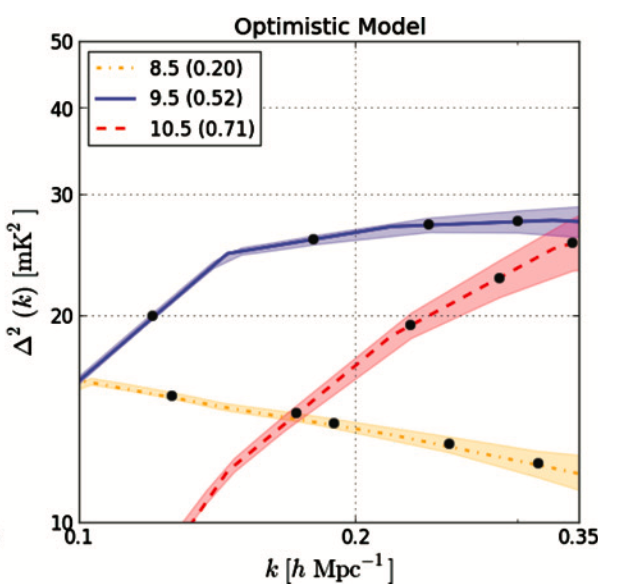 Optimistic Model
50
40
30
20
10
8.5 (0.20)
9.5 (0.52)
10.5 (0.71)
Δ² (k) [mK²]
0.1 0.2 0.35
k [h Mpc⁻¹]